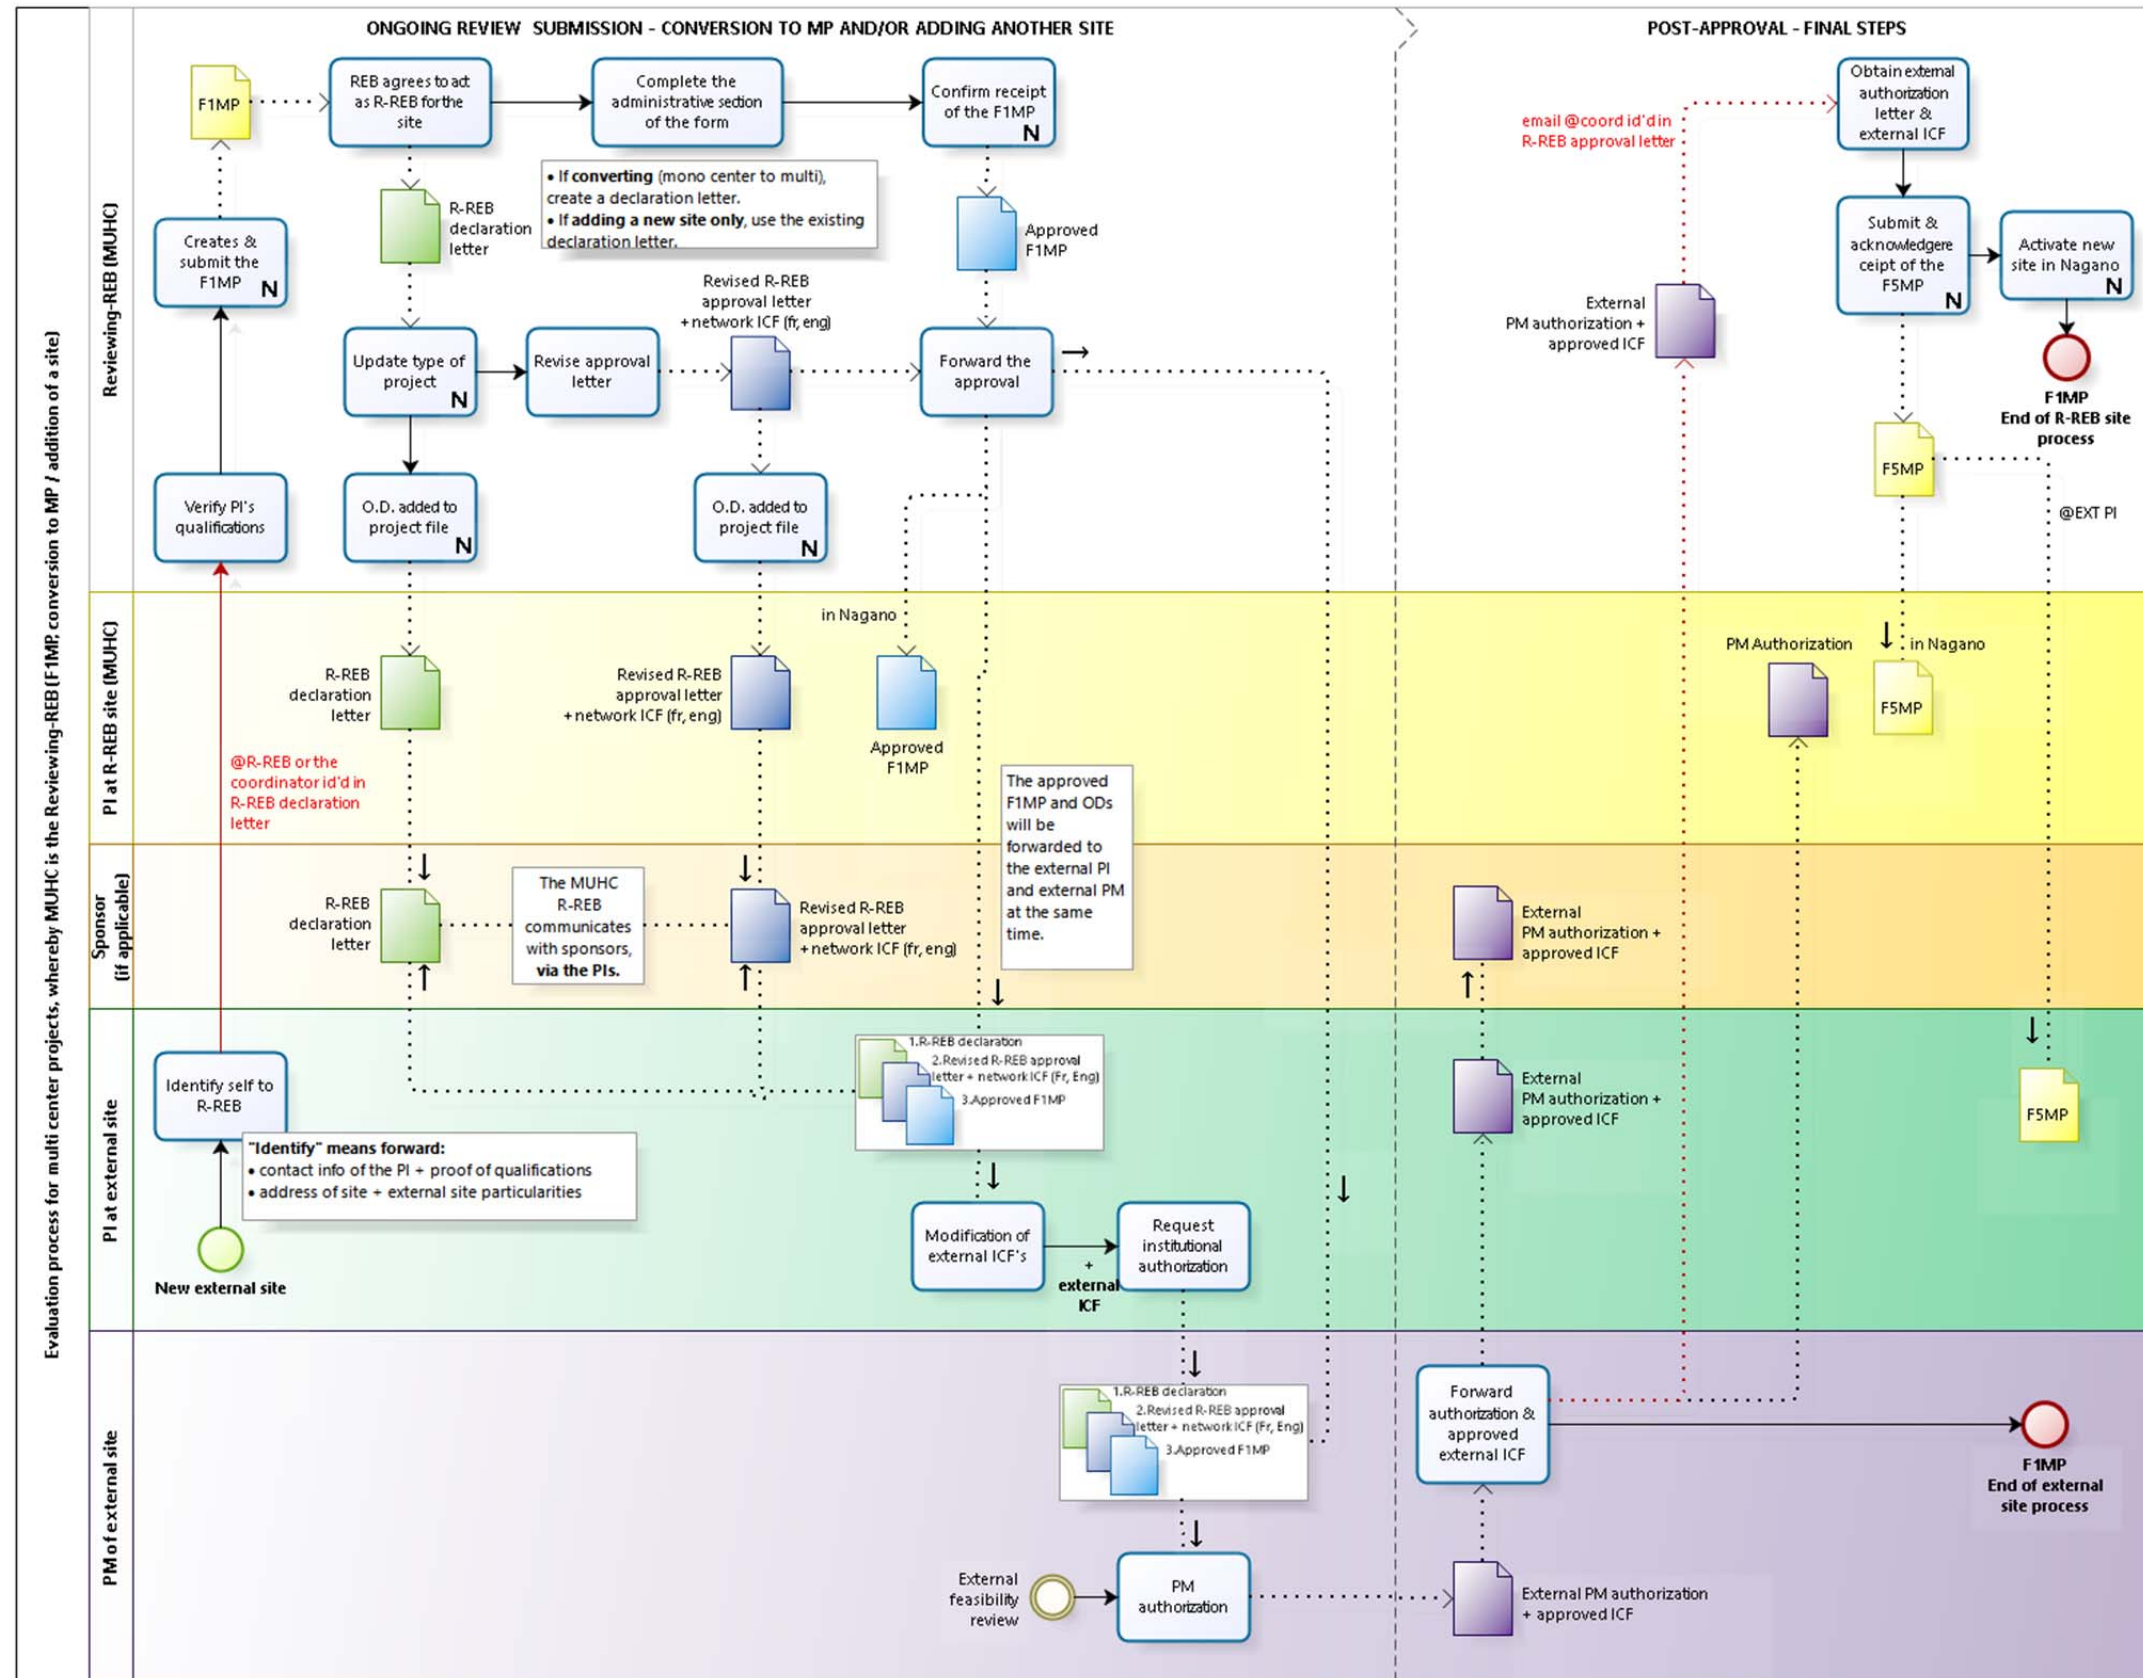 Evaluation process for multi center projects, whereby MUHC is the Reviewing-REB (F1MP, conversion to MP / addition of a site)
ONGOING REVIEW SUBMISSION - CONVERSION TO MP AND/OR ADDING ANOTHER SITE
POST-APPROVAL - FINAL STEPS
Reviewing-REB (MUHC)
F1MP
REB agrees to act
as R-REB for the
site
Complete the
administrative section
of the form
Confirm receipt
of the F1MP
N
• If converting (mono center to multi),
create a declaration letter.
• If adding a new site only, use the existing
declaration letter.
R-REB
declaration
letter
Approved
F1MP
Creates &
submit the
F1MP
N
Revised R-REB
approval letter
+ network ICF (fr, eng)
Update type of
project
N
Revise approval
letter
Forward the
approval
Verify PI's
qualifications
O.D. added to
project file
N
O.D. added to
project file
N
email @coord id'd in
R-REB approval letter
Obtain external
authorization
letter &
external ICF
Submit &
acknowledgere
ceipt of the
F5MP
N
Activate new
site in Nagano
N
External
PM authorization +
approved ICF
F1MP
End of R-REB site
process
F5MP
@EXT PI
PI at R-REB site (MUHC)
in Nagano
R-REB
declaration
letter
Revised R-REB
approval letter
+ network ICF (fr, eng)
Approved
F1MP
@R-REB or the
coordinator id'd in
R-REB declaration
letter
The approved
F1MP and ODs
will be
forwarded to
the external PI
and external PM
at the same
time.
PM Authorization
in Nagano
F5MP
Sponsor
(if applicable)
R-REB
declaration
letter
The MUHC
R-REB
communicates
with sponsors,
via the PIs.
Revised R-REB
approval letter
+ network ICF (fr, eng)
External
PM authorization +
approved ICF
PI at external site
Identify self to
R-REB
"Identify" means forward:
• contact info of the PI + proof of qualifications
• address of site + external site particularities
New external site
1.R-REB declaration
2.Revised R-REB approval
letter + network ICF (Fr, Eng)
3.Approved F1MP
Modification of
external ICF's
+
external
ICF
Request
institutional
authorization
External
PM authorization +
approved ICF
F5MP
PM of external site
1.R-REB declaration
2.Revised R-REB approval
letter + network ICF (Fr, Eng)
3.Approved F1MP
External
feasibility
review
PM
authorization
Forward
authorization &
approved
external ICF
External PM authorization
+ approved ICF
F1MP
End of external
site process